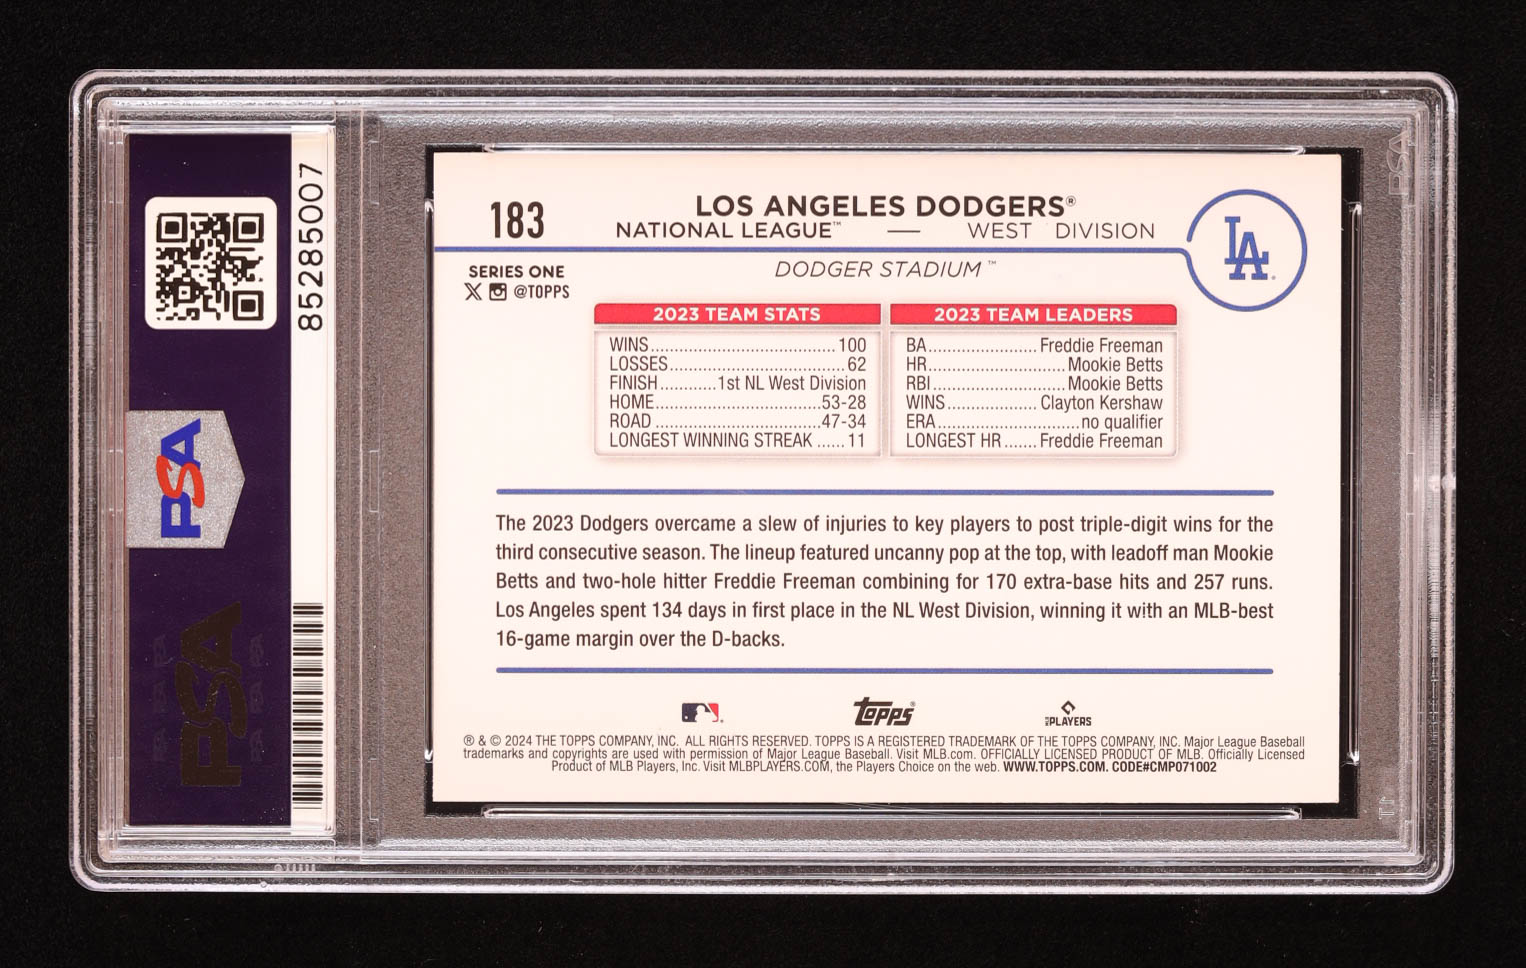 85285007
PSA
PSA
183
LOS ANGELES DODGERS®
NATIONAL LEAGUE™ — WEST DIVISION
LA
DODGER STADIUM™
SERIES ONE
X @TOPPS
2023 TEAM STATS
WINS....................................100
LOSSES..................................62
FINISH...........1st NL West Division
HOME.................................53-28
ROAD.................................47-34
LONGEST WINNING STREAK ......11
2023 TEAM LEADERS
BA......................Freddie Freeman
HR...........................Mookie Betts
RBI..........................Mookie Betts
WINS..................Clayton Kershaw
ERA............................no qualifier
LONGEST HR.......Freddie Freeman
The 2023 Dodgers overcame a slew of injuries to key players to post triple-digit wins for the
third consecutive season. The lineup featured uncanny pop at the top, with leadoff man Mookie
Betts and two-hole hitter Freddie Freeman combining for 170 extra-base hits and 257 runs.
Los Angeles spent 134 days in first place in the NL West Division, winning it with an MLB-best
16-game margin over the D-backs.
topps®
MLB PLAYERS
® & © 2024 THE TOPPS COMPANY, INC. ALL RIGHTS RESERVED. TOPPS IS A REGISTERED TRADEMARK OF THE TOPPS COMPANY, INC. Major League Baseball
trademarks and copyrights are used with permission of Major League Baseball. Visit MLB.com. OFFICIALLY LICENSED PRODUCT OF MLB. Officially Licensed
Product of MLB Players, Inc. Visit MLBPLAYERS.COM, the Players Choice on the web. WWW.TOPPS.COM. CODE#CMP071002
PSA